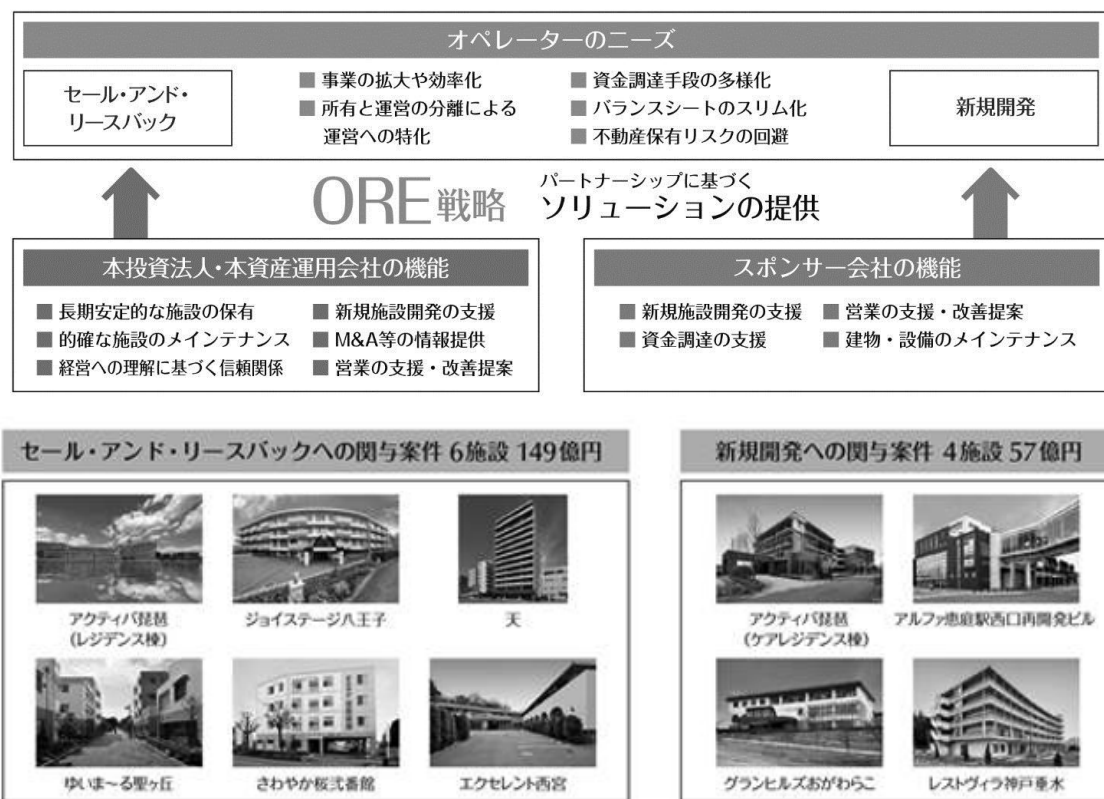 オペレーターのニーズ
セール・アンド・
リースバック
■ 事業の拡大や効率化
■ 所有と運営の分離による
運営への特化
■ 資金調達手段の多様化
■ バランスシートのスリム化
■ 不動産保有リスクの回避
新規開発
ORE戦略
パートナーシップに基づく
ソリューションの提供
本投資法人・本資産運用会社の機能
■ 長期安定的な施設の保有
■ 的確な施設のメインテナンス
■ 経営への理解に基づく信頼関係
■ 新規施設開発の支援
■ M&A等の情報提供
■ 営業の支援・改善提案
スポンサー会社の機能
■ 新規施設開発の支援
■ 資金調達の支援
■ 営業の支援・改善提案
■ 建物・設備のメインテナンス
セール・アンド・リースバックへの関与案件 6施設 149億円
アクティバ琵琶
(レジデンス棟)
ジョイステージ八王子
天
ゆいま～る聖ヶ丘
さわやか桜弐番館
エクセレント西宮
新規開発への関与案件 4施設 57億円
アクティバ琵琶
(ケアレジデンス棟)
アルファ恵庭駅西口再開発ビル
グランヒルズおがわらこ
レストヴィラ神戸垂水